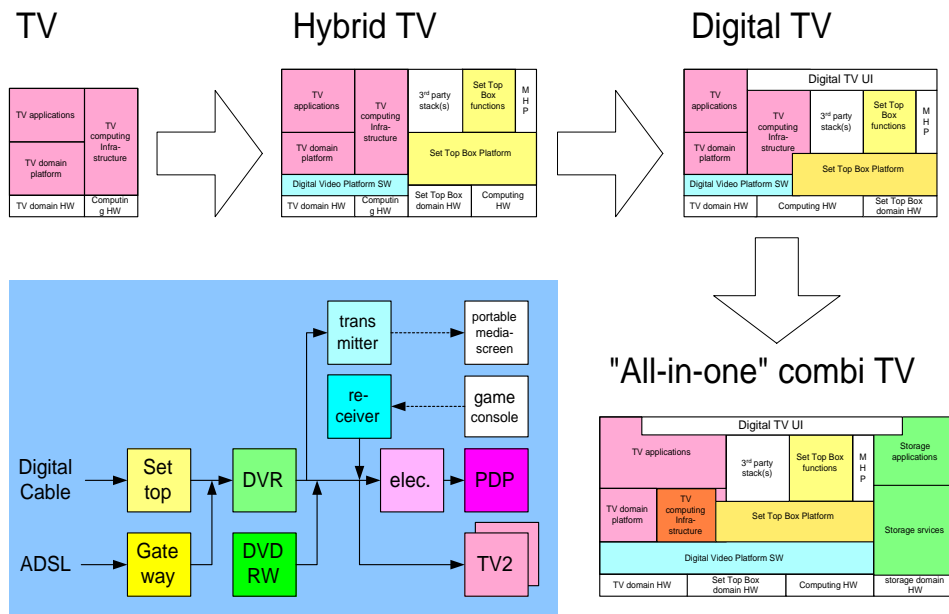 TV
Hybrid TV
Digital TV
TV applications
TV
computing
Infra-
structure
TV domain
platform
TV domain HW
Computin
g HW
TV
applications
TV
computing
Infra-
structure
3rd party
stack(s)
Set Top
Box
functions
M
H
P
TV domain
platform
Set Top Box Platform
Digital Video Platform SW
TV domain HW
Computin
g HW
Set Top Box
domain HW
Computing
HW
Digital TV UI
TV
applications
TV
computing
Infra-
structure
3rd party
stack(s)
Set Top
Box
functions
M
H
P
TV domain
platform
Set Top Box Platform
Digital Video Platform SW
TV domain HW
Computing HW
Set Top Box
domain HW
trans
mitter
portable
media-
screen
re-
ceiver
game
console
Digital
Cable
Set
top
DVR
elec.
PDP
ADSL
Gate
way
DVD
RW
TV2
"All-in-one" combi TV
Digital TV UI
TV applications
3rd party
stack(s)
Set Top
Box
functions
M
H
P
Storage
applications
TV domain
platform
TV
computing
Infra-
structure
Set Top Box Platform
Storage srvices
Digital Video Platform SW
TV domain HW
Set Top Box
domain HW
Computing HW
storage domain
HW